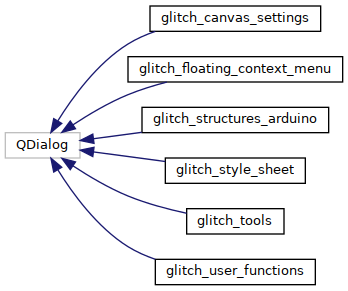 glitch_canvas_settings
glitch_floating_context_menu
glitch_structures_arduino
QDialog
glitch_style_sheet
glitch_tools
glitch_user_functions